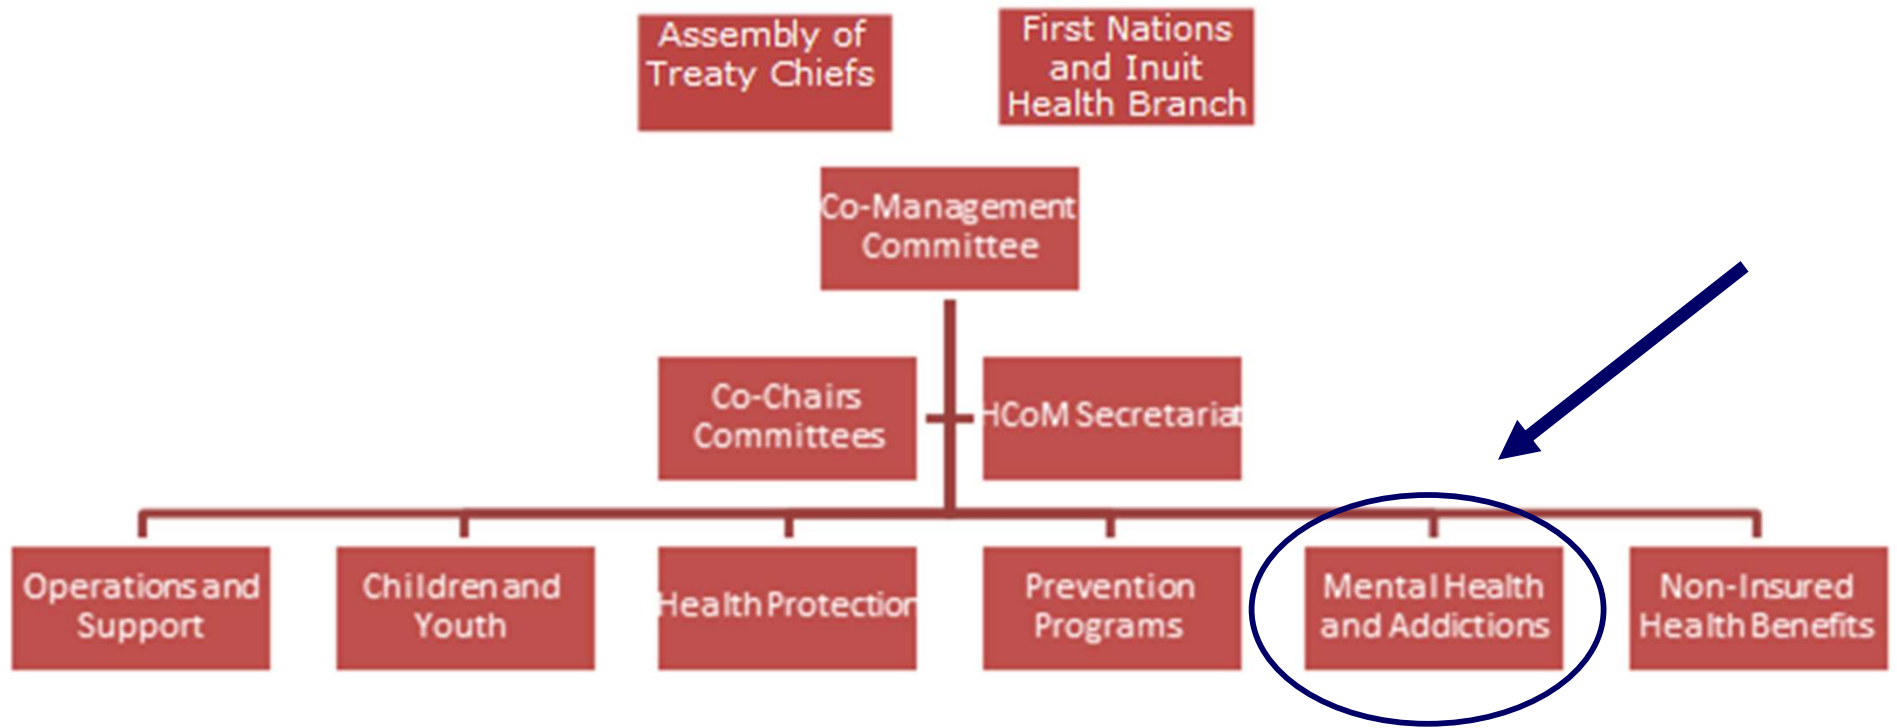 Assembly of
Treaty Chiefs
First Nations
and Inuit
Health Branch
Co-Management
Committee
Co-Chairs
Committees
HCoM Secretariat
Operations and
Support
Children and
Youth
Health Protection
Prevention
Programs
Mental Health
and Addictions
Non-Insured
Health Benefits